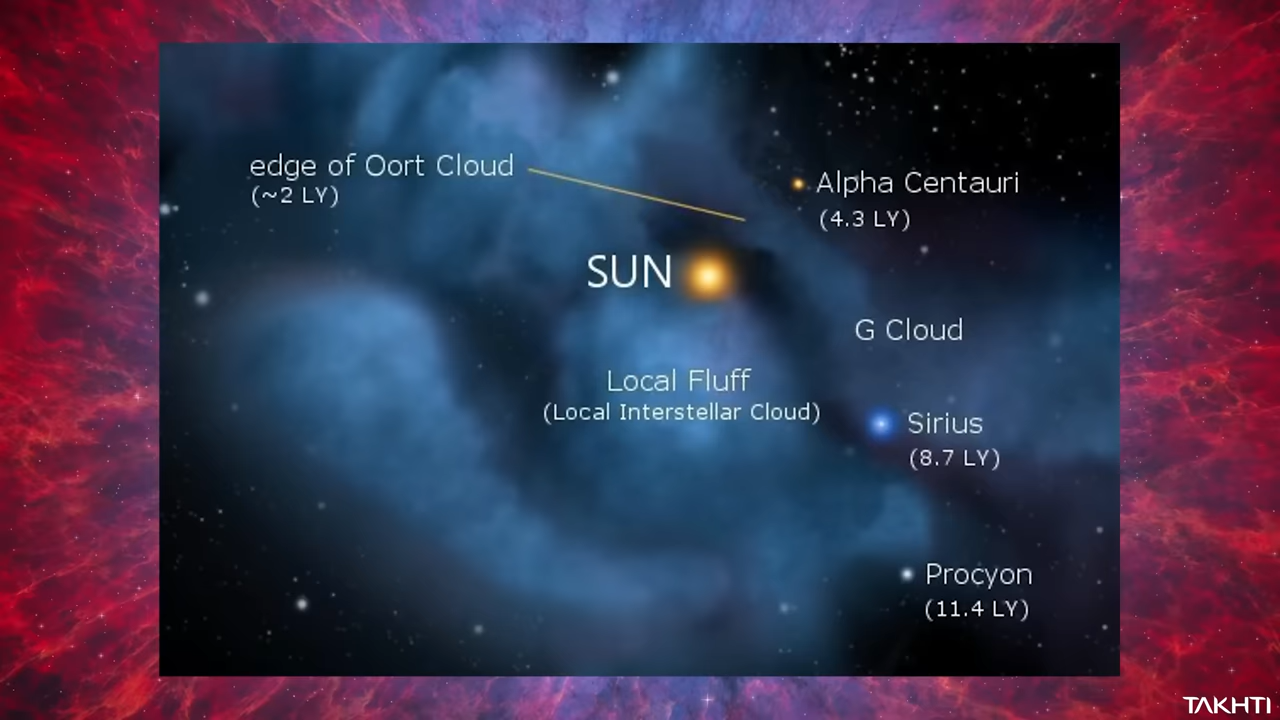 edge of Oort Cloud
(~2 LY)
Alpha Centauri
(4.3 LY)
SUN
G Cloud
Local Fluff
(Local Interstellar Cloud)
Sirius
(8.7 LY)
Procyon
(11.4 LY)
TAKHTI